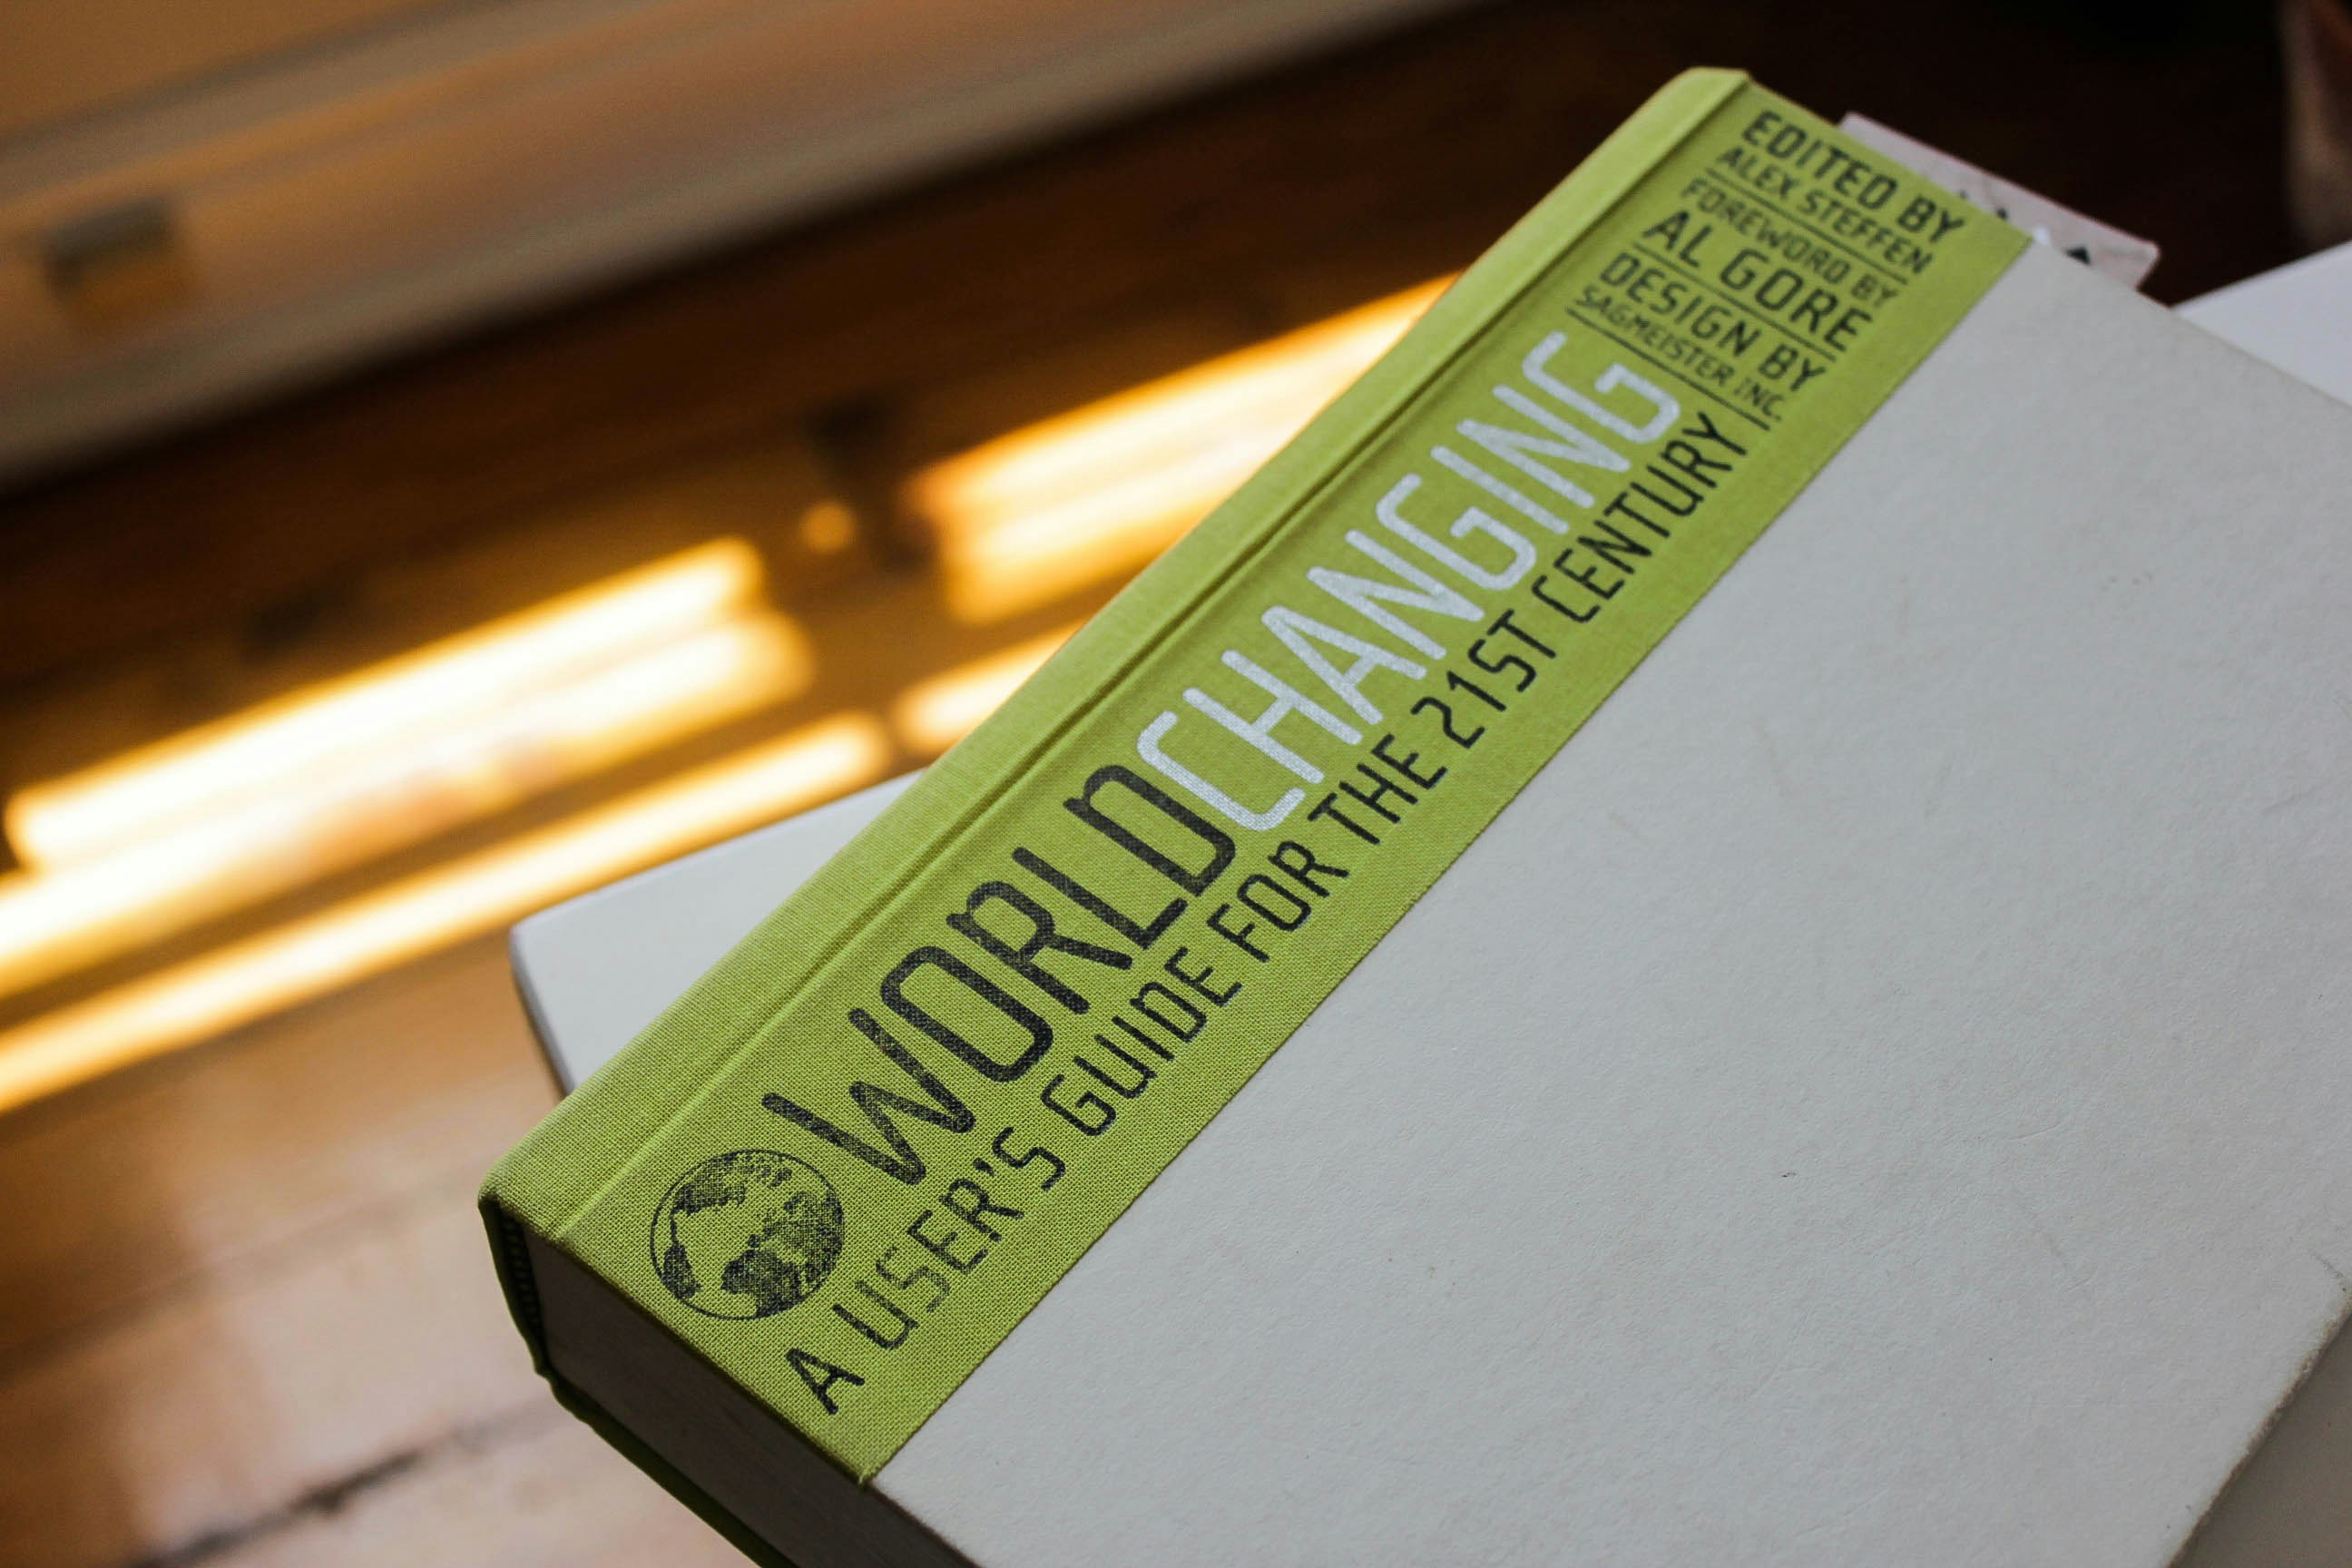 WORLDCHANGING
A USER'S GUIDE FOR THE 21ST CENTURY
EDITED BY
ALEX STEFFEN
FOREWORD BY
AL GORE
DESIGN BY
SAGMEISTER INC.